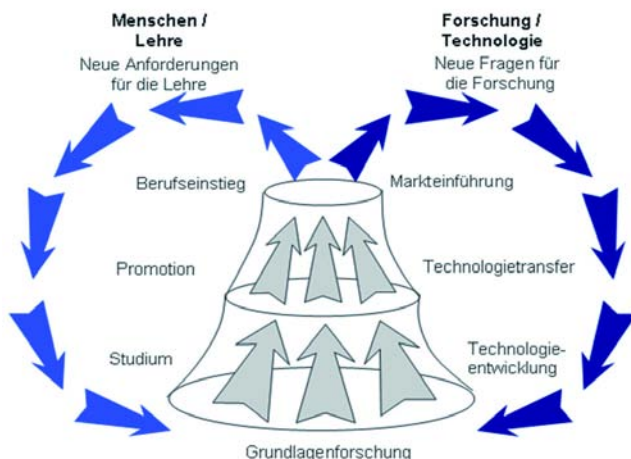 Menschen /
Lehre
Neue Anforderungen
für die Lehre
Forschung /
Technologie
Neue Fragen für
die Forschung
Berufseinstieg
Markteinführung
Promotion
Technologietransfer
Studium
Technologie-
entwicklung
Grundlagenforschung